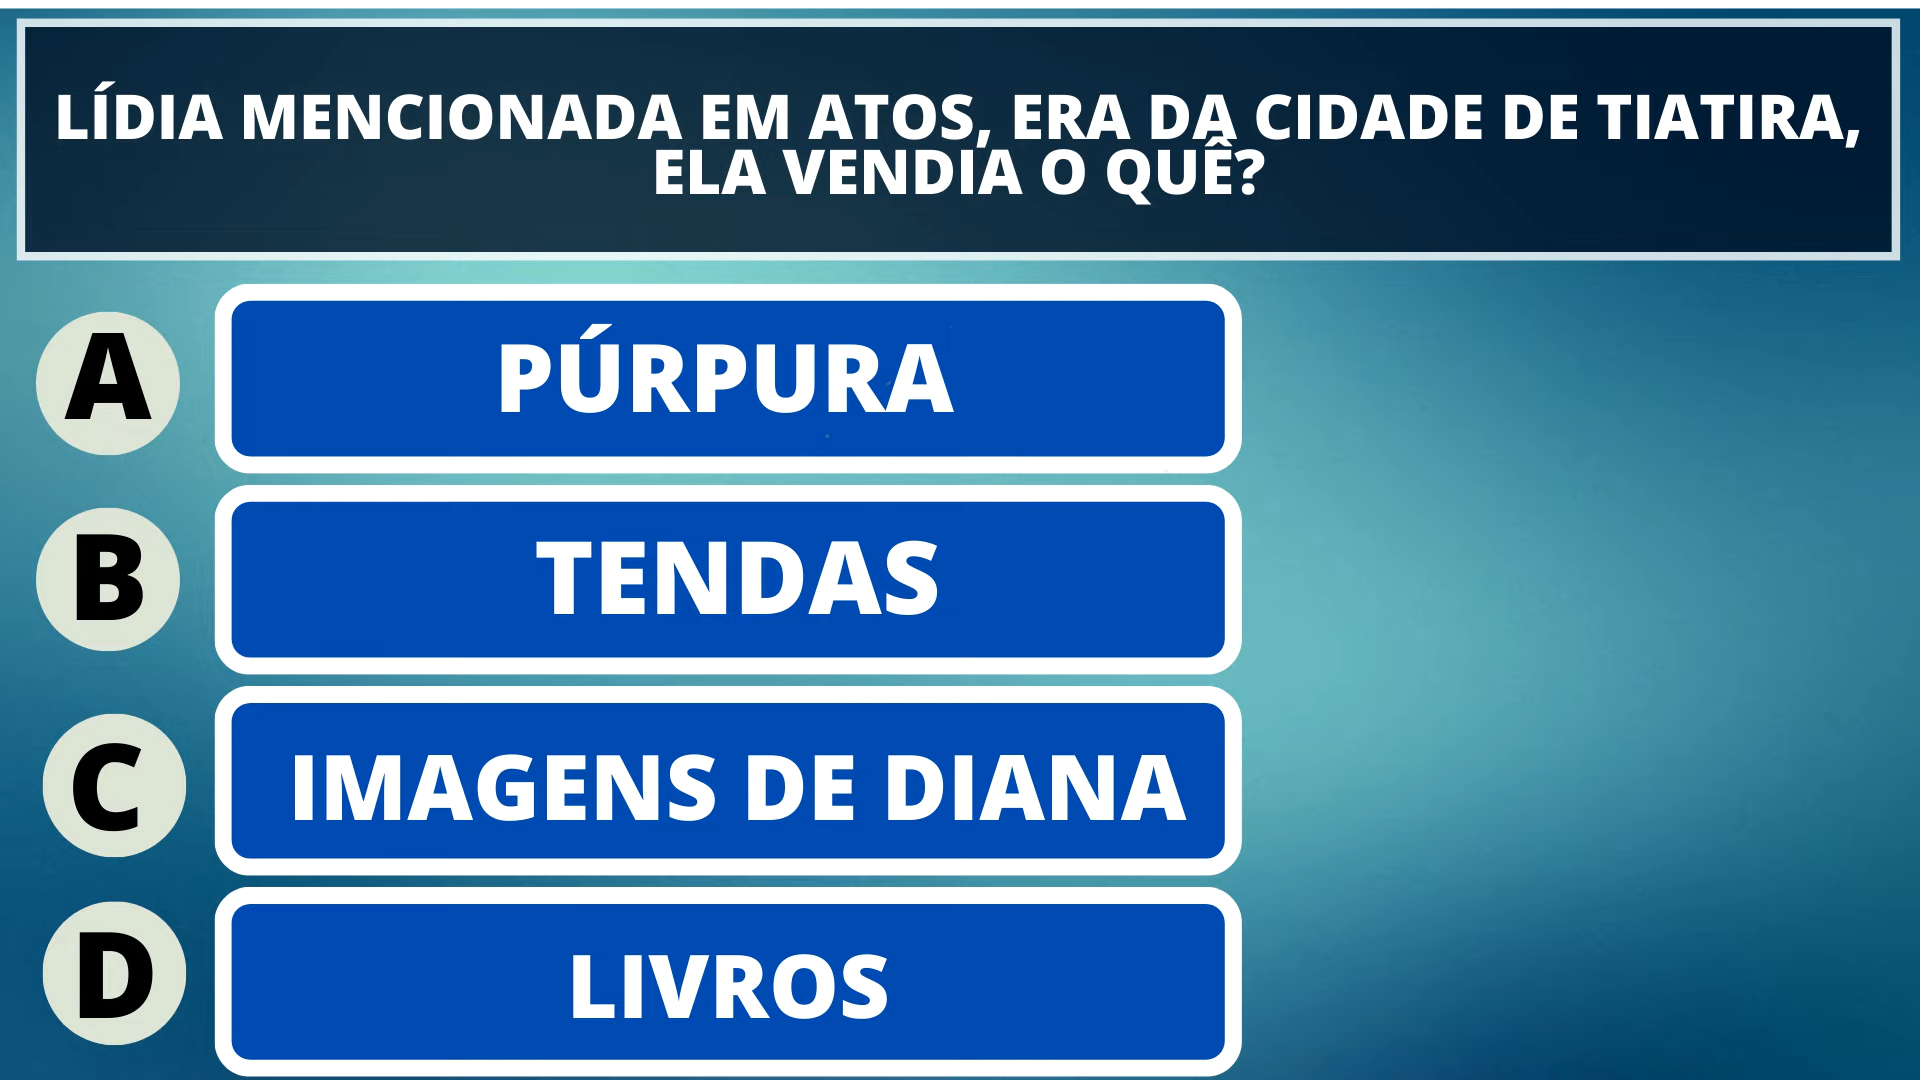 LÍDIA MENCIONADA EM ATOS, ERA DA CIDADE DE TIATIRA,
ELA VENDIA O QUÊ?
A
PÚRPURA
B
TENDAS
C
IMAGENS DE DIANA
D
LIVROS